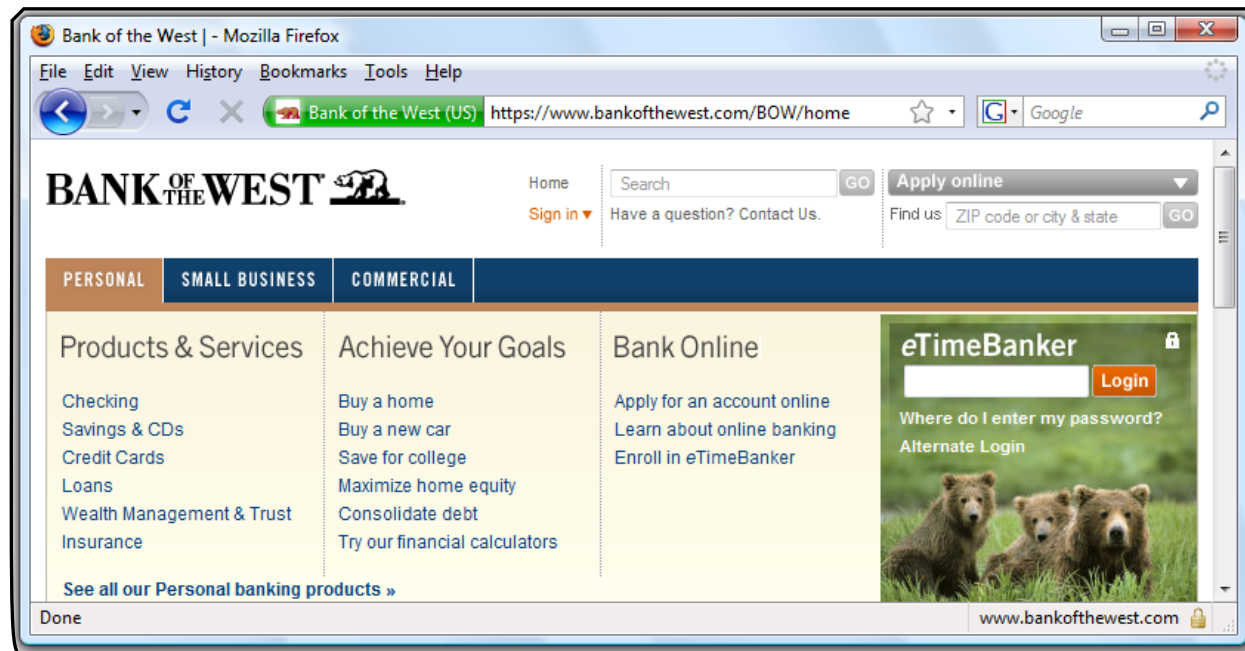 Bank of the West | - Mozilla Firefox
File Edit View History Bookmarks Tools Help
Bank of the West (US) https://www.bankofthewest.com/BOW/home G Google
BANK OF THE WEST
Home Search GO Apply online
Sign in Have a question? Contact Us. Find us ZIP code or city & state GO
PERSONAL SMALL BUSINESS COMMERCIAL
Products & Services
Checking
Savings & CDs
Credit Cards
Loans
Wealth Management & Trust
Insurance
See all our Personal banking products »
Achieve Your Goals
Buy a home
Buy a new car
Save for college
Maximize home equity
Consolidate debt
Try our financial calculators
Bank Online
Apply for an account online
Learn about online banking
Enroll in eTimeBanker
eTimeBanker
Login
Where do I enter my password?
Alternate Login
Done www.bankofthewest.com